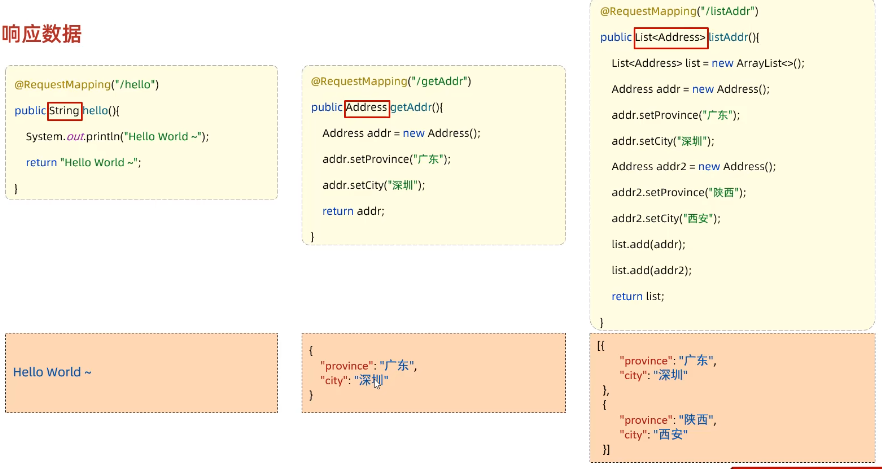 响应数据
@RequestMapping("/hello")
public String hello(){
System.out.println("Hello World ~");
return "Hello World ~";
}
Hello World ~
@RequestMapping("/getAddr")
public Address getAddr(){
Address addr = new Address();
addr.setProvince("广东");
addr.setCity("深圳");
return addr;
}
{
"province": "广东",
"city": "深圳"
}
@RequestMapping("/listAddr")
public List<Address> listAddr(){
List<Address> list = new ArrayList<>();
Address addr = new Address();
addr.setProvince("广东");
addr.setCity("深圳");
Address addr2 = new Address();
addr2.setProvince("陕西");
addr2.setCity("西安");
list.add(addr);
list.add(addr2);
return list;
}
[{
"province": "广东",
"city": "深圳"
},
{
"province": "陕西",
"city": "西安"
}]